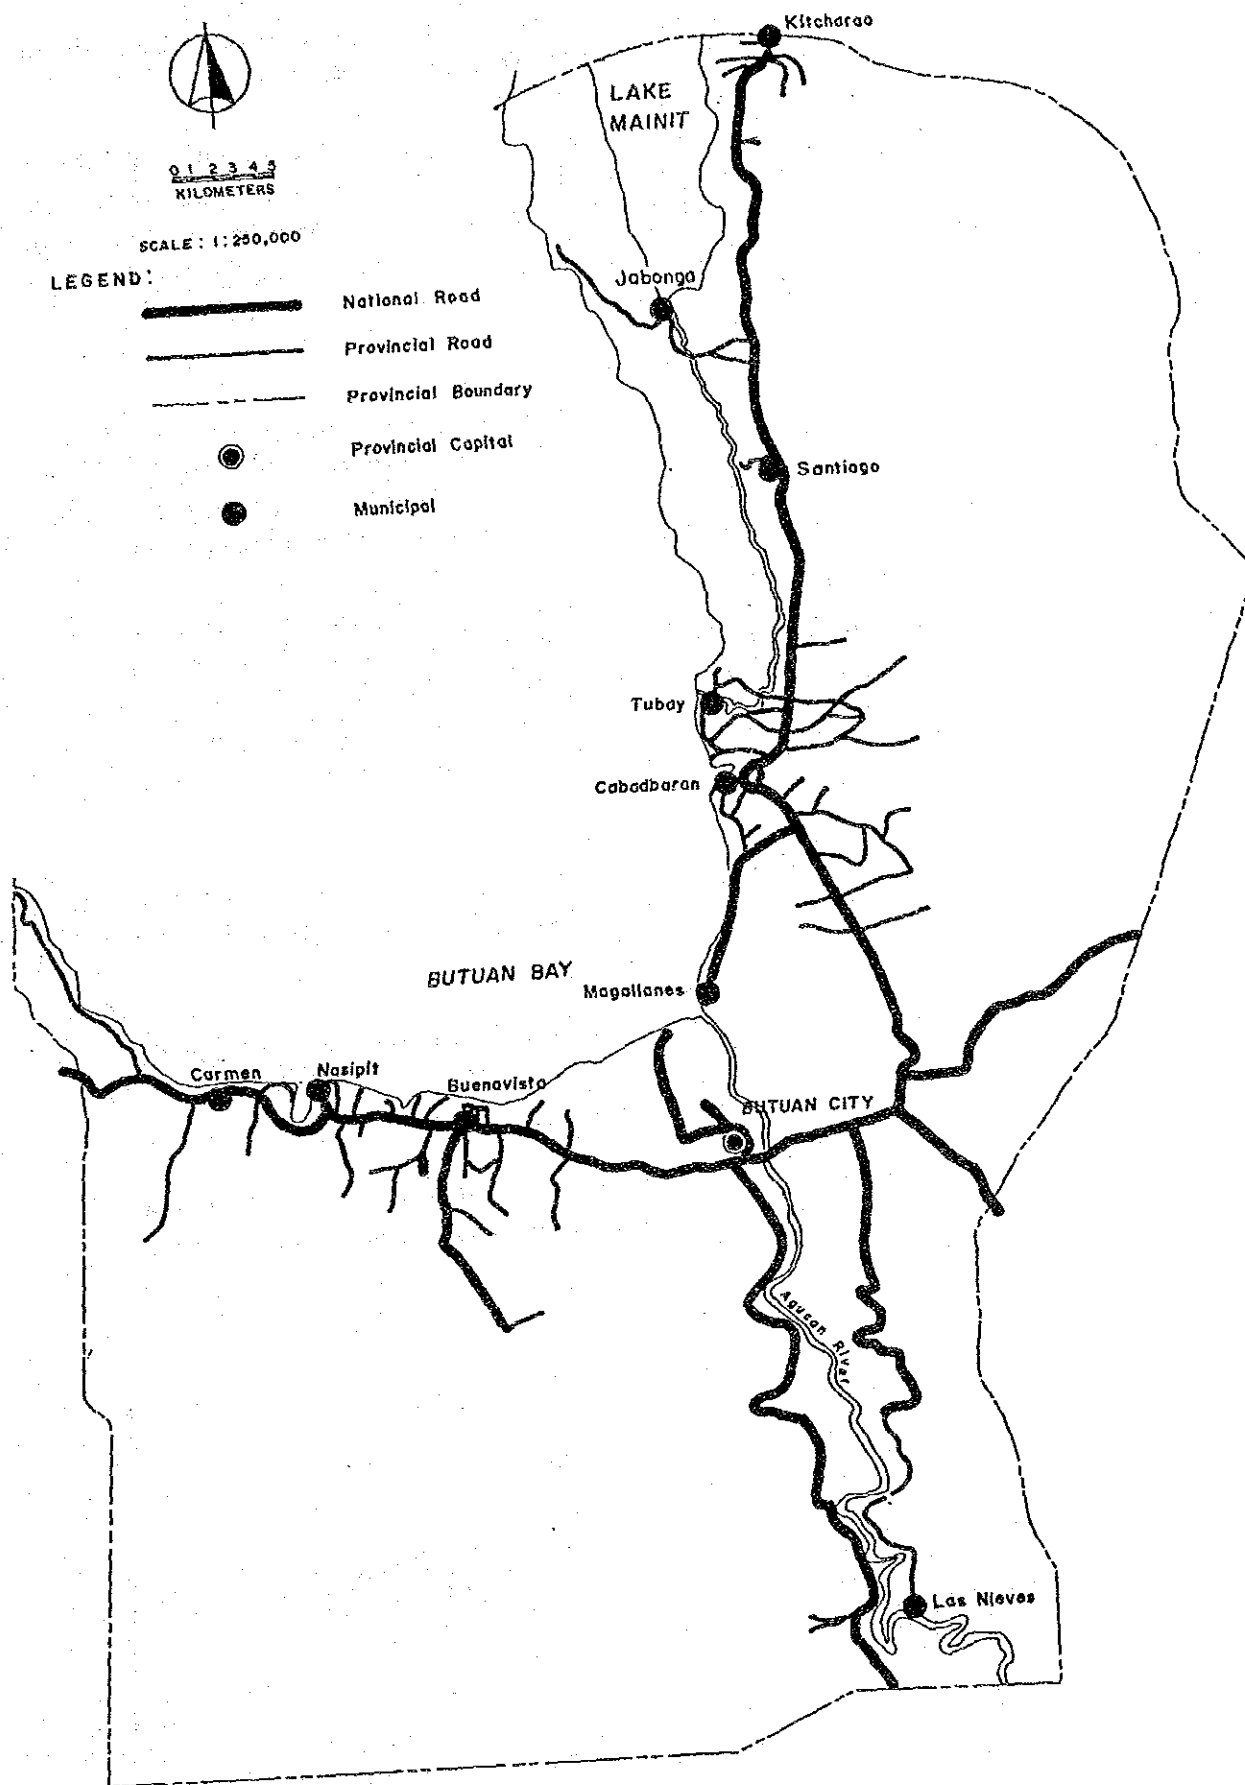 Kitcharao
LAKE
MAINIT
0 1 2 3 4 5
KILOMETERS
SCALE : 1:250,000
LEGEND:
National Road
Provincial Road
Provincial Boundary
Provincial Capital
Municipal
Jabonga
Santiago
Tubay
Cabadbaran
BUTUAN BAY
Magallanes
Carmen
Nasipit
Buenavista
BUTUAN CITY
Agusan River
Las Nieves